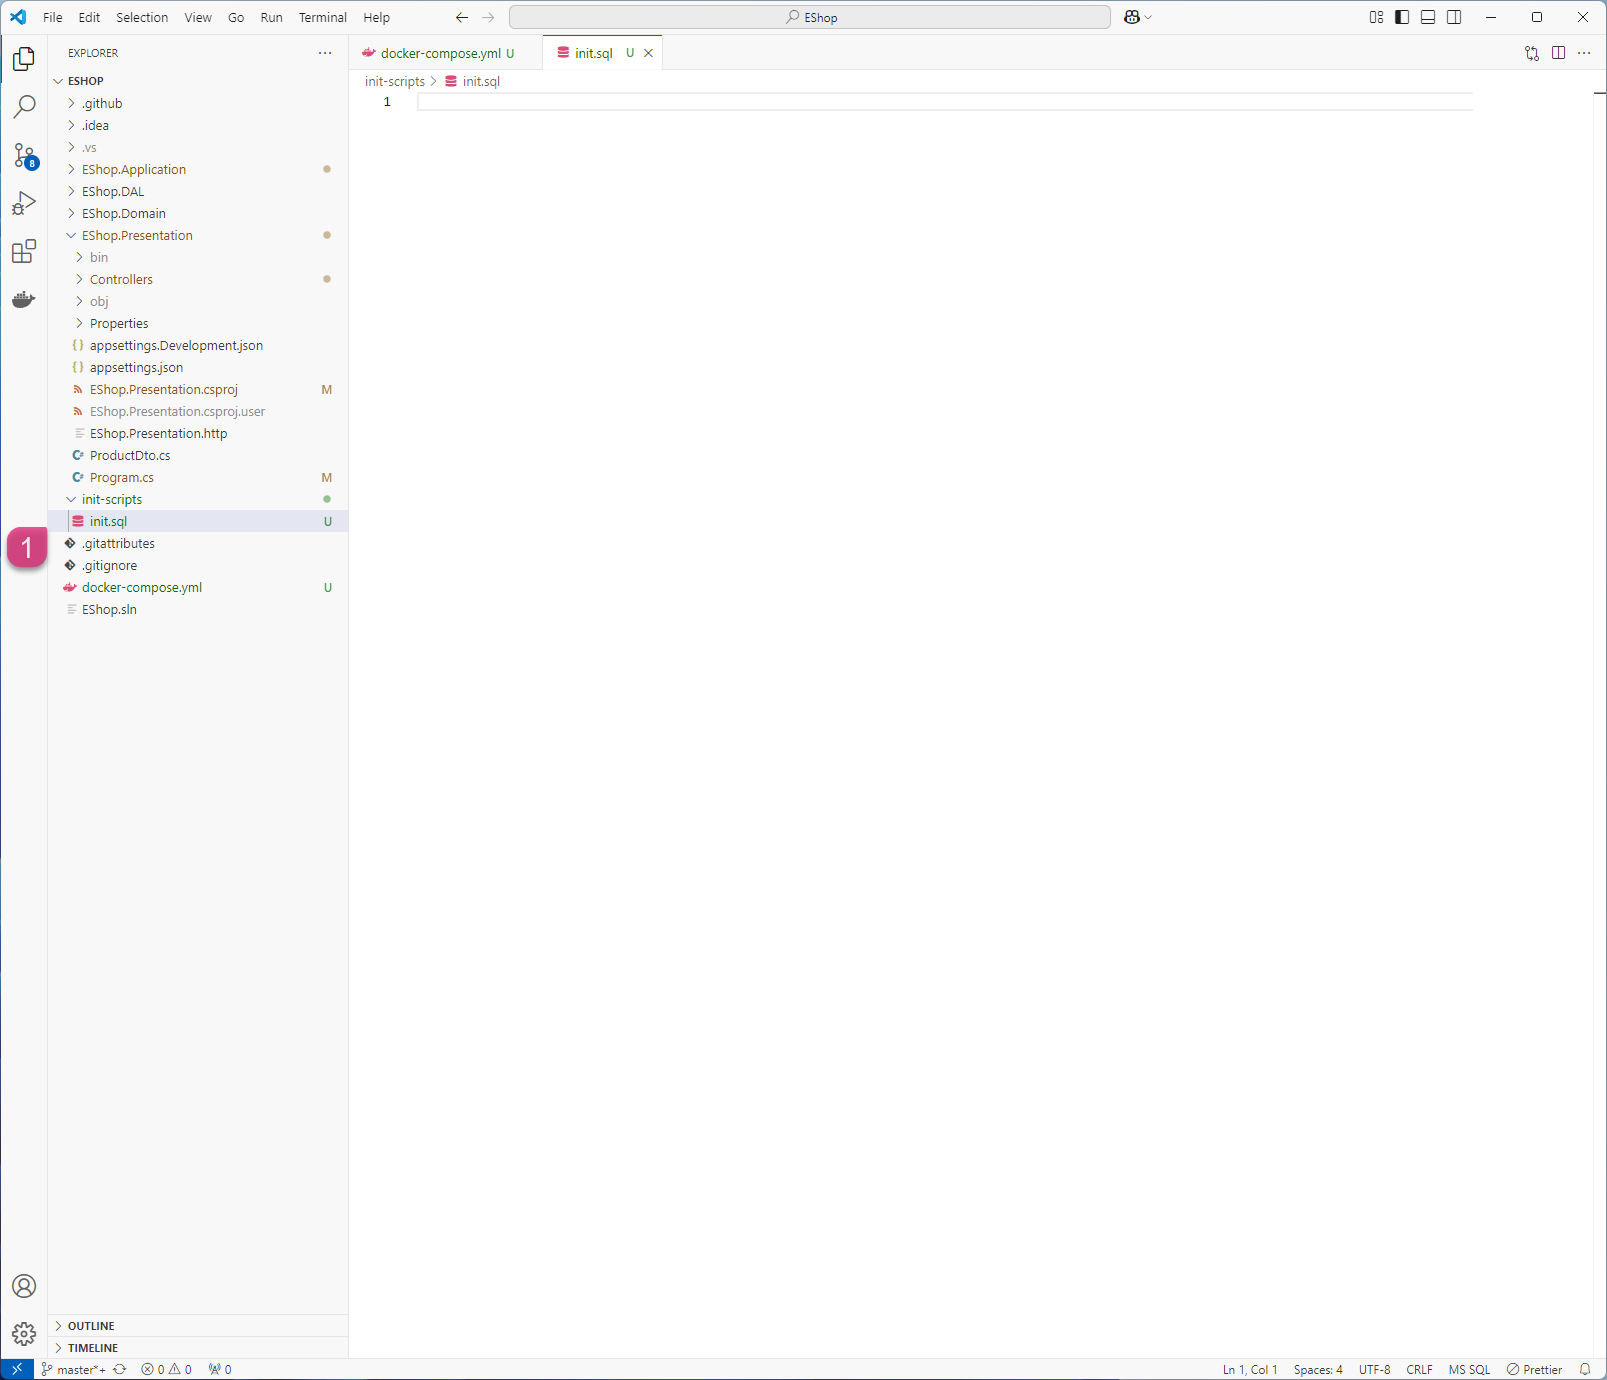 File Edit Selection View Go Run Terminal Help
EShop
EXPLORER
docker-compose.yml U
init.sql U
ESHOP
init-scripts > init.sql
.github
1
.idea
.vs
8
EShop.Application
EShop.DAL
EShop.Domain
EShop.Presentation
bin
Controllers
obj
Properties
{} appsettings.Development.json
{} appsettings.json
EShop.Presentation.csproj M
EShop.Presentation.csproj.user
EShop.Presentation.http
C# ProductDto.cs
C# Program.cs M
init-scripts
init.sql U
1
.gitattributes
.gitignore
docker-compose.yml U
EShop.sln
OUTLINE
TIMELINE
master*+ 0 0 0 Ln 1, Col 1 Spaces: 4 UTF-8 CRLF MS SQL Prettier